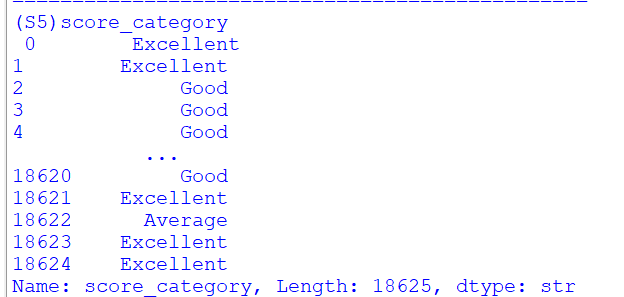 (S5)score_category
0 Excellent
1 Excellent
2 Good
3 Good
4 Good
...
18620 Good
18621 Excellent
18622 Average
18623 Excellent
18624 Excellent
Name: score_category, Length: 18625, dtype: str